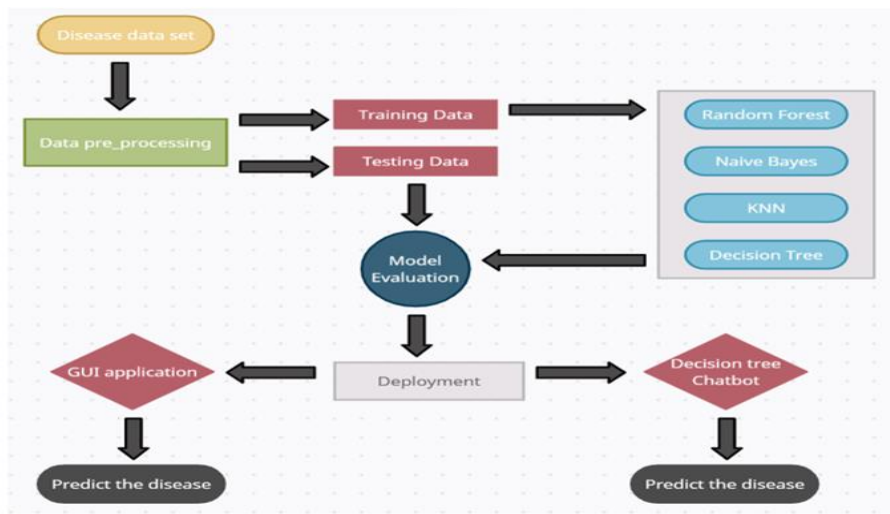 Disease data set
Data pre_processing
Training Data
Testing Data
Random Forest
Naive Bayes
KNN
Decision Tree
Model
Evaluation
Deployment
GUI application
Decision tree
Chatbot
Predict the disease
Predict the disease